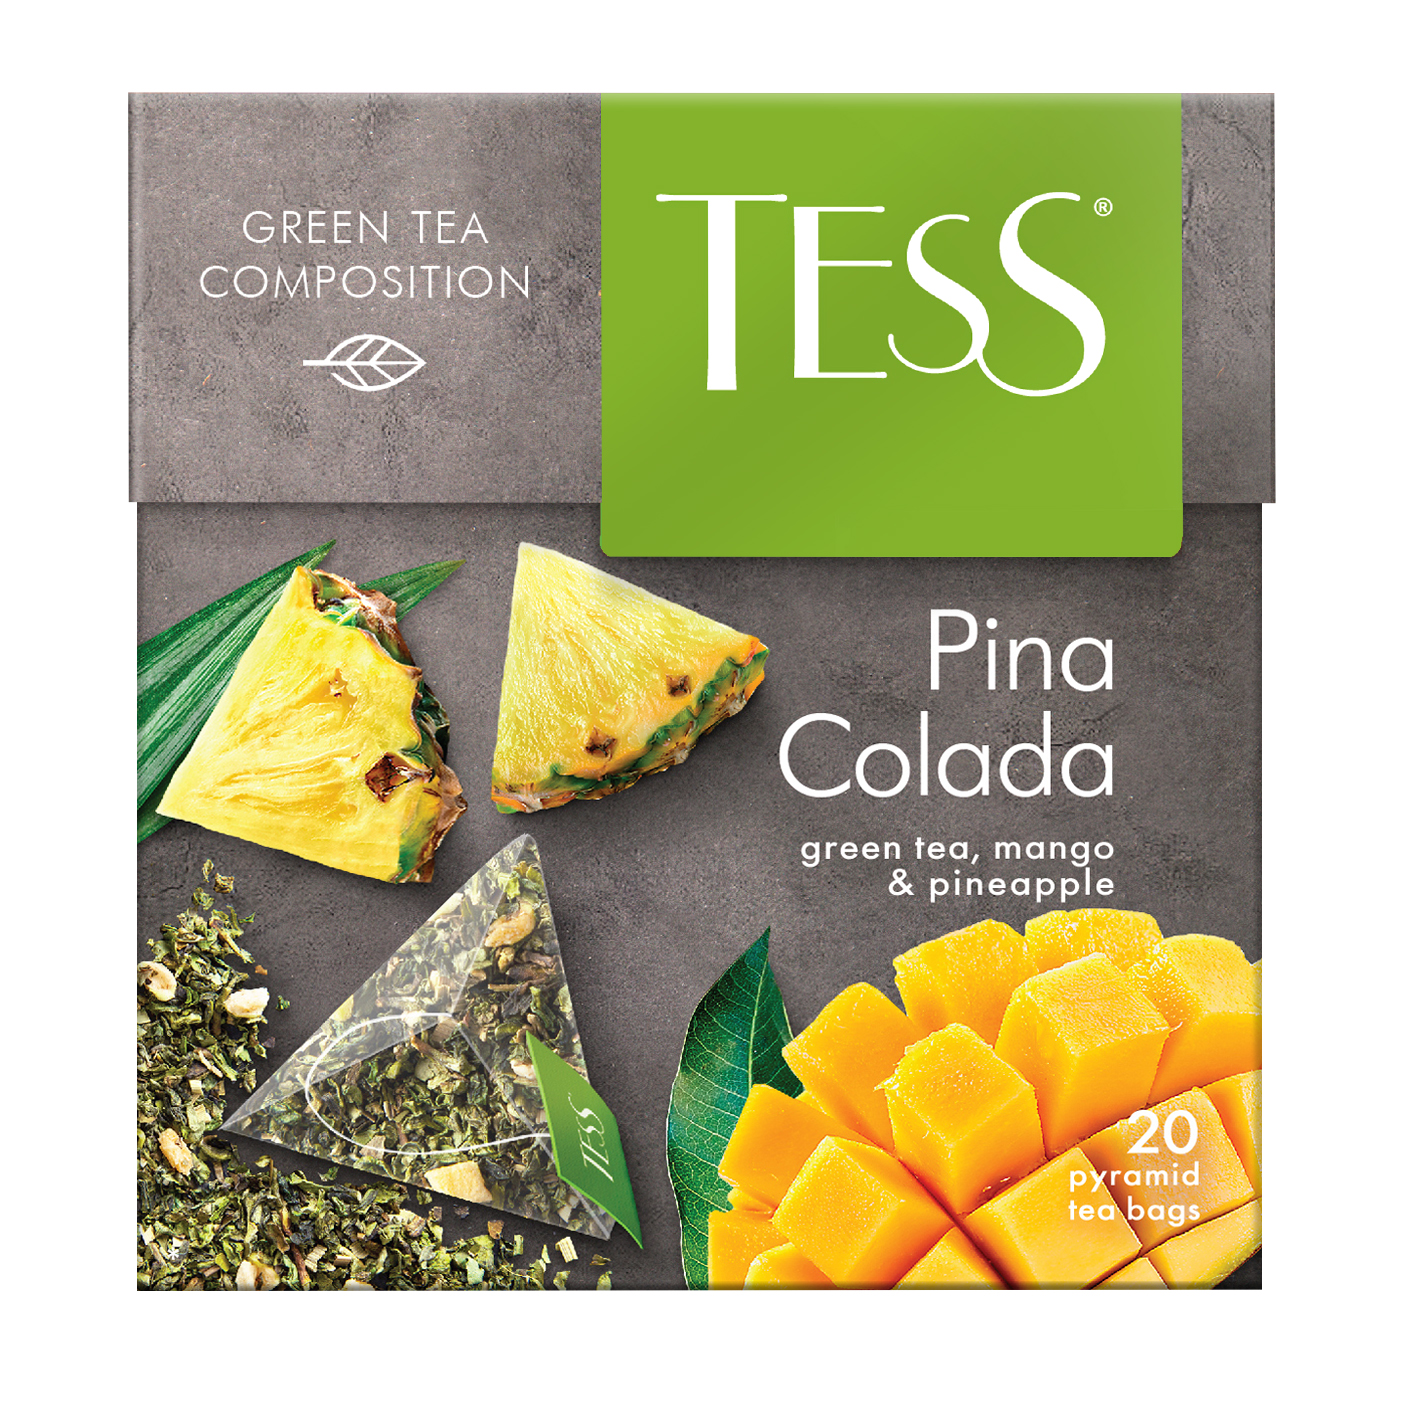 GREEN TEA
COMPOSITION
TESS®
Pina
Colada
green tea, mango
& pineapple
TESS
20
pyramid
tea bags
*